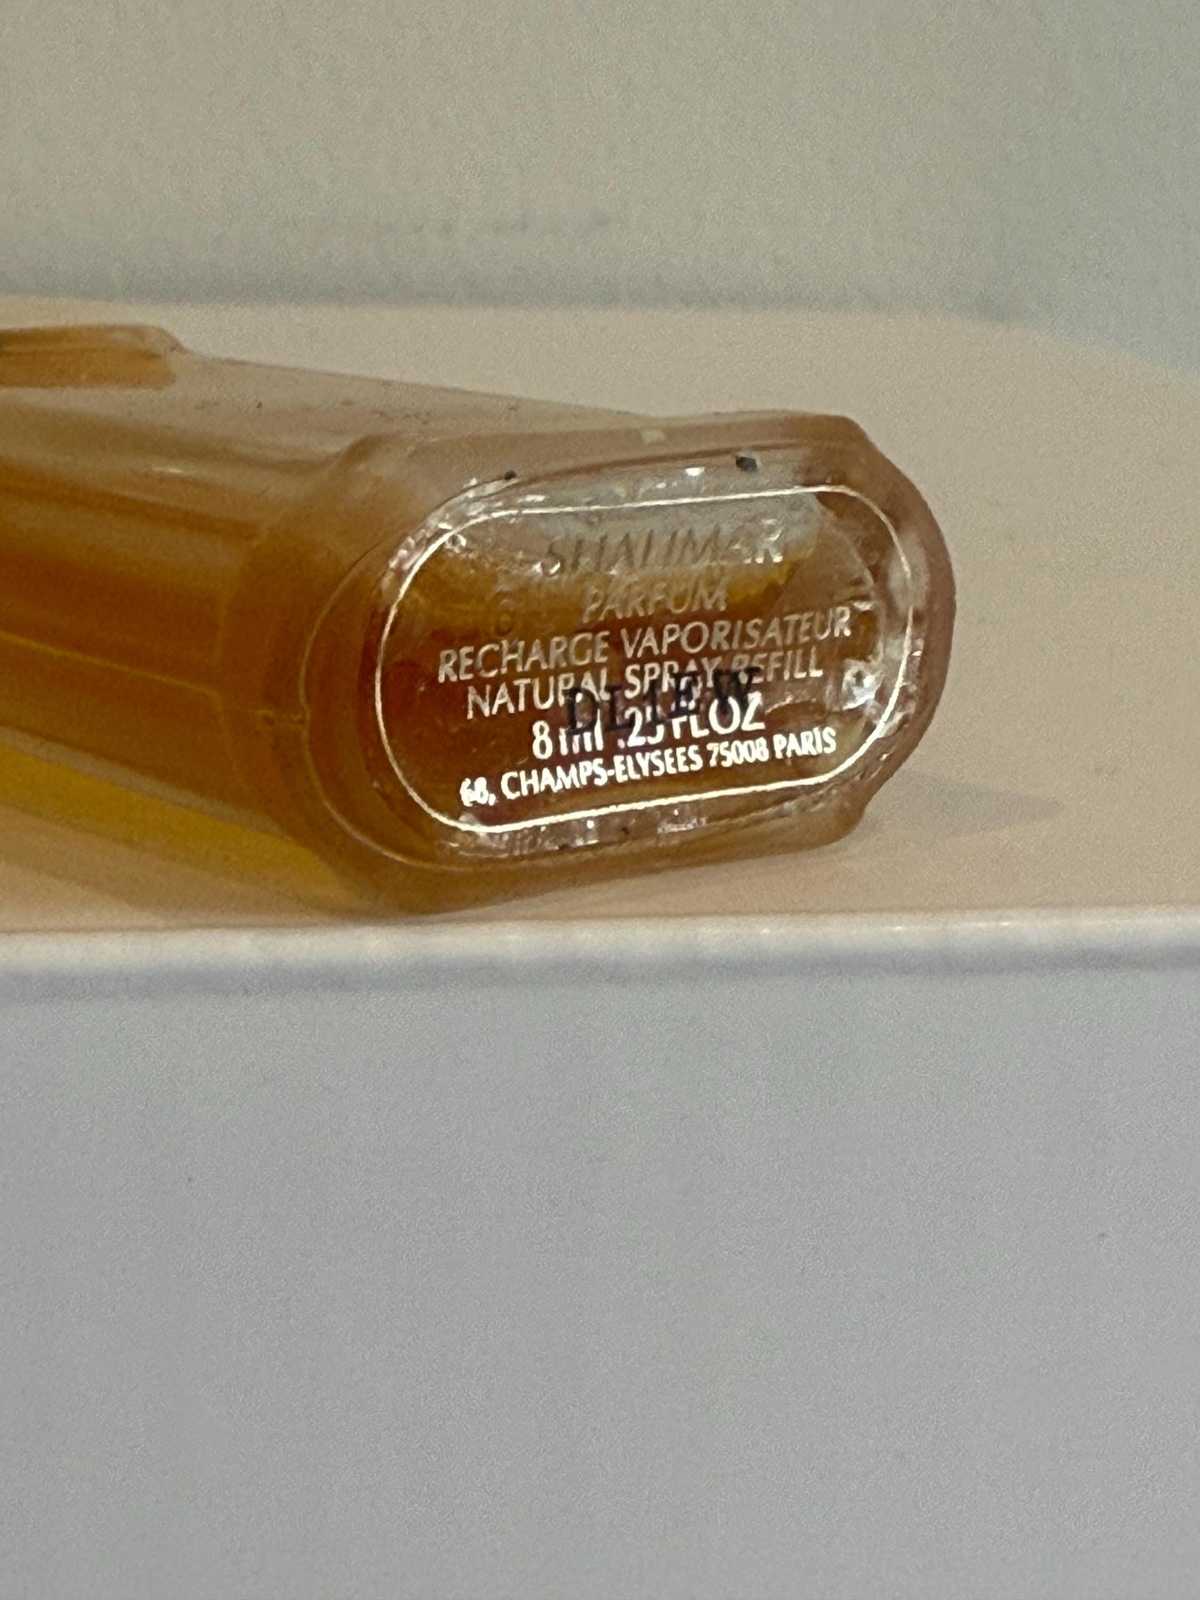 SHALIMAR
PARFUM
RECHARGE VAPORISATEUR
NATURAL SPRAY REFILL
DL1EW
8 ml .25 FL OZ
68, CHAMPS-ELYSEES 75008 PARIS